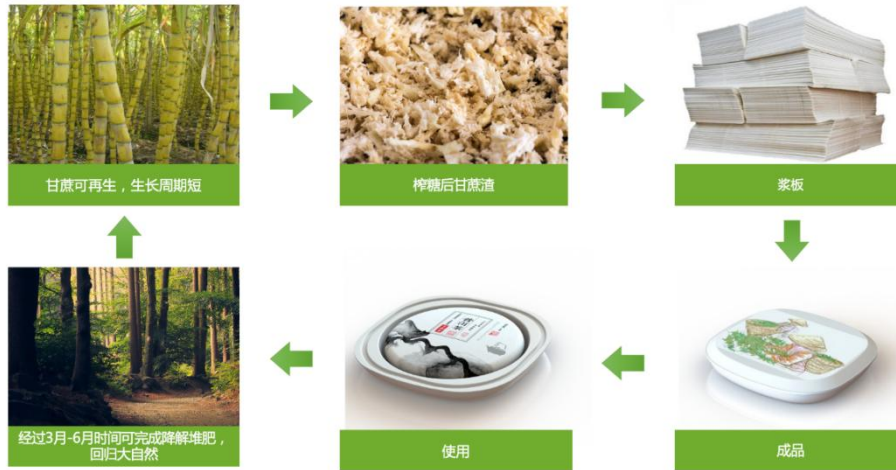 甘蔗可再生，生长周期短
榨糖后甘蔗渣
浆板
经过3月-6月时间可完成降解堆肥，
回归大自然
使用
成品